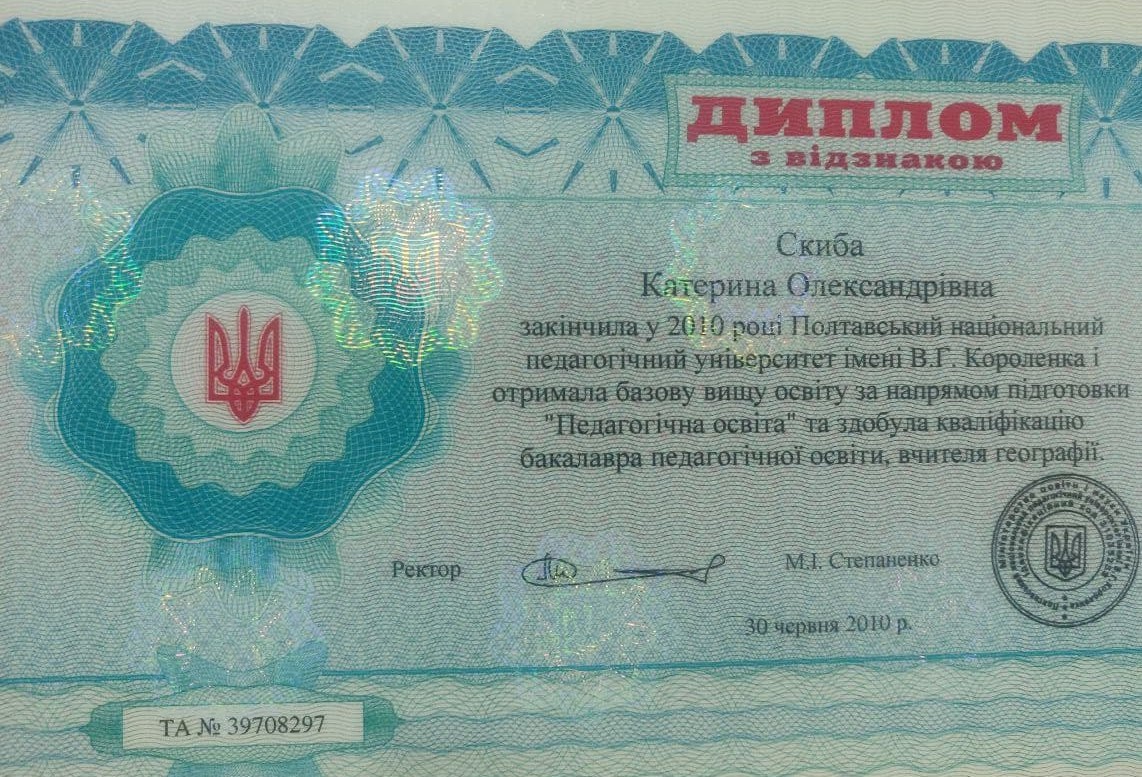 ДИПЛОМ
з відзнакою
Скиба
Катерина Олександрівна
закінчила у 2010 році Полтавський національний
педагогічний університет імені В.Г. Короленка і
отримала базову вищу освіту за напрямом підготовки
"Педагогічна освіта" та здобула кваліфікацію
бакалавра педагогічної освіти, вчителя географії.
Ректор М.І. Степаненко
30 червня 2010 р.
ТА № 39708297